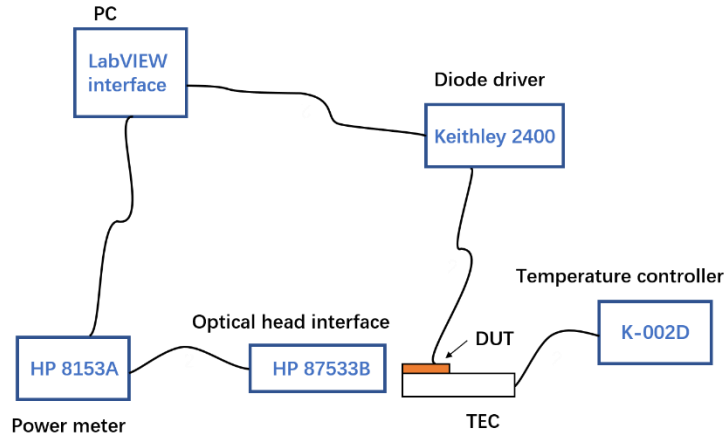 PC
LabVIEW
interface
Diode driver
Keithley 2400
Temperature controller
K-002D
Optical head interface
DUT
HP 8153A
HP 87533B
TEC
Power meter